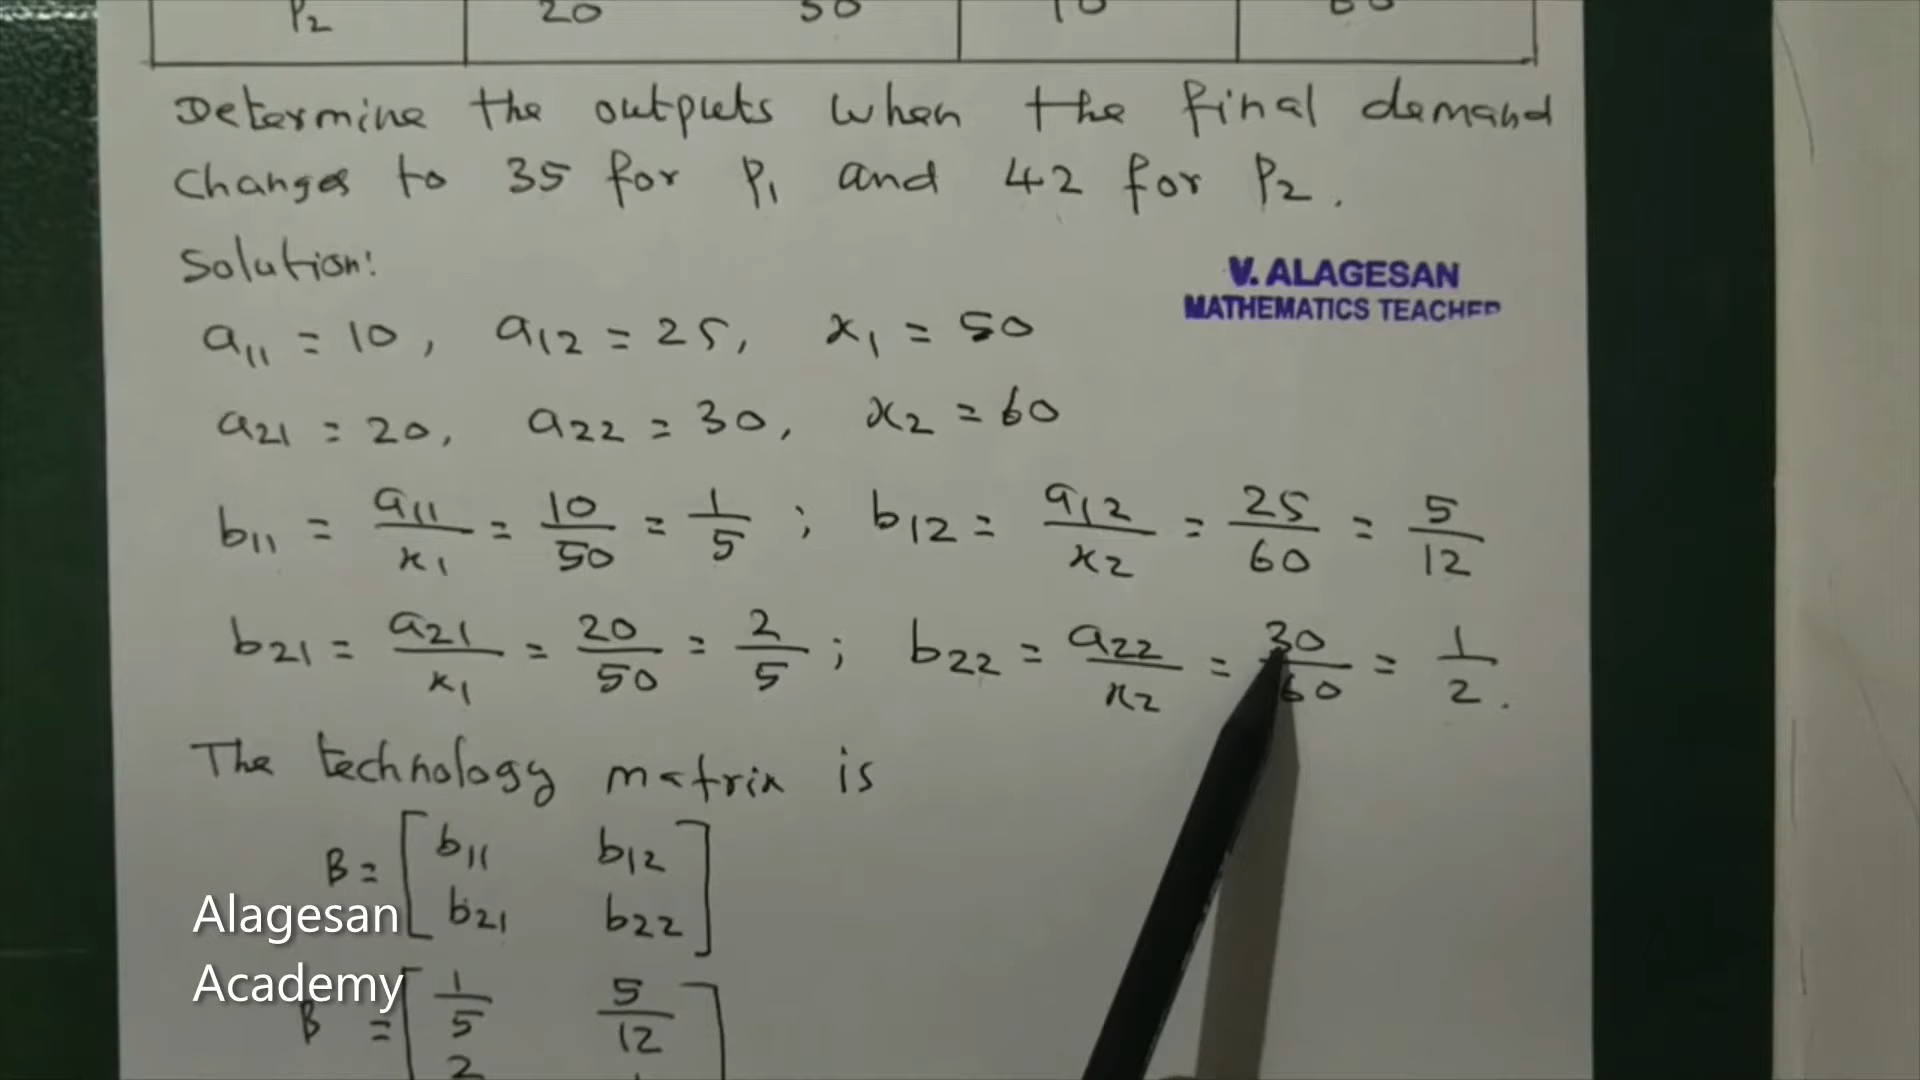 P2 20 30 10 60
Determine the outputs when the final demand
changes to 35 for P1 and 42 for P2.
Solution:
V. ALAGESAN
MATHEMATICS TEACHER
a11 = 10, a12 = 25, x1 = 50
a21 = 20, a22 = 30, x2 = 60
b11 = a11/x1 = 10/50 = 1/5 ; b12 = a12/x2 = 25/60 = 5/12
b21 = a21/x1 = 20/50 = 2/5 ; b22 = a22/x2 = 30/60 = 1/2.
The technology matrix is
B = [ b11 b12
b21 b22 ]
B = [ 1/5 5/12
2
Alagesan
Academy